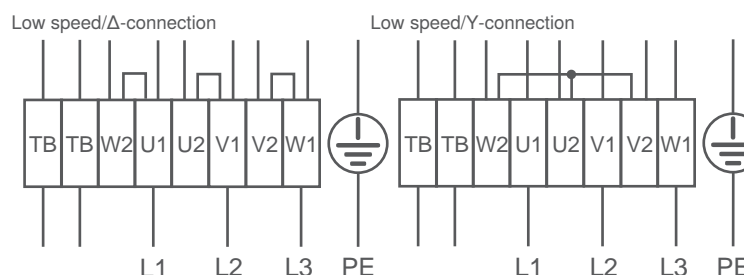 Low speed/Δ-connection Low speed/Y-connection
TB TB W2 U1 U2 V1 V2 W1 TB TB W2 U1 U2 V1 V2 W1
L1 L2 L3 PE L1 L2 L3 PE